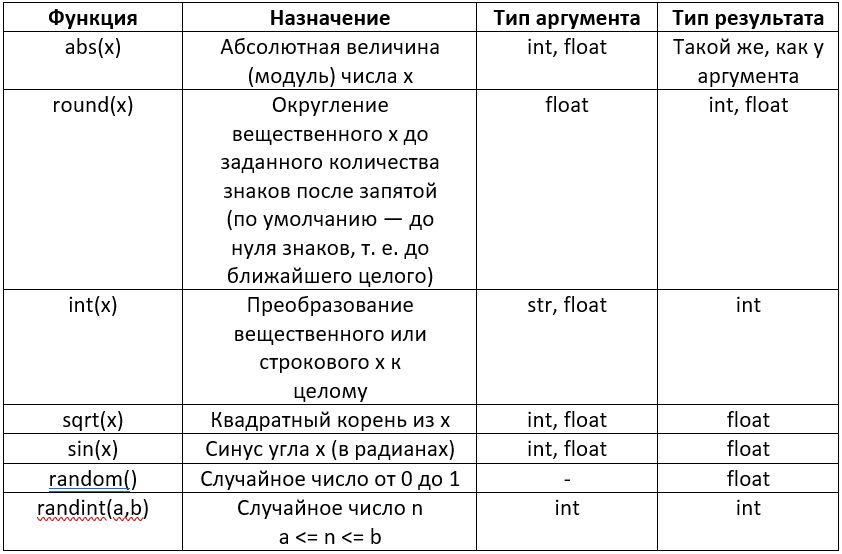 Функция Назначение Тип аргумента Тип результата
abs(x) Абсолютная величина int, float Такой же, как у
(модуль) числа x аргумента
round(x) Округление float int, float
вещественного x до
заданного количества
знаков после запятой
(по умолчанию — до
нуля знаков, т. е. до
ближайшего целого)
int(x) Преобразование str, float int
вещественного или
строкового x к
целому
sqrt(x) Квадратный корень из x int, float float
sin(x) Синус угла x (в радианах) int, float float
random() Случайное число от 0 до 1 - float
randint(a,b) Случайное число n int int
a <= n <= b